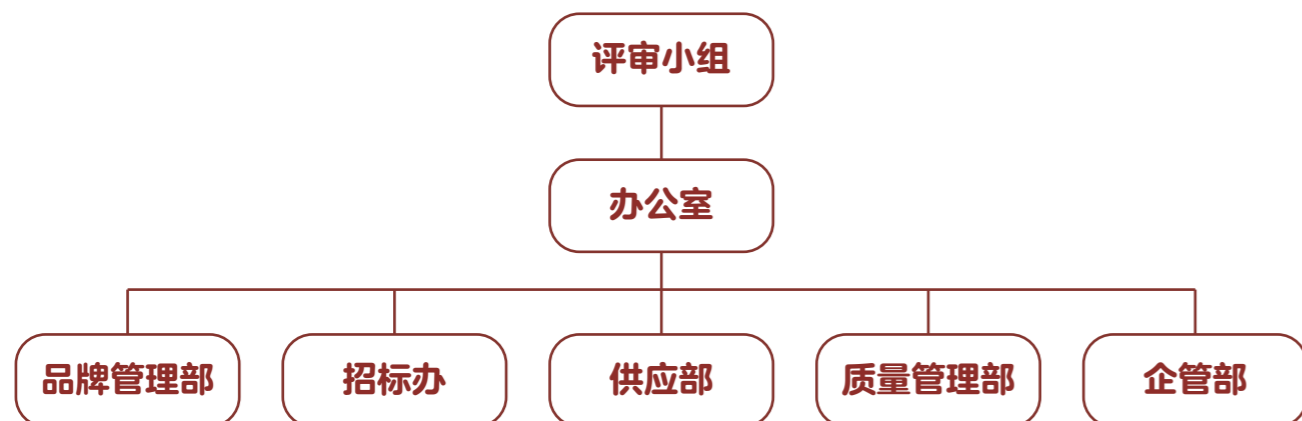 评审小组
办公室
品牌管理部
招标办
供应部
质量管理部
企管部